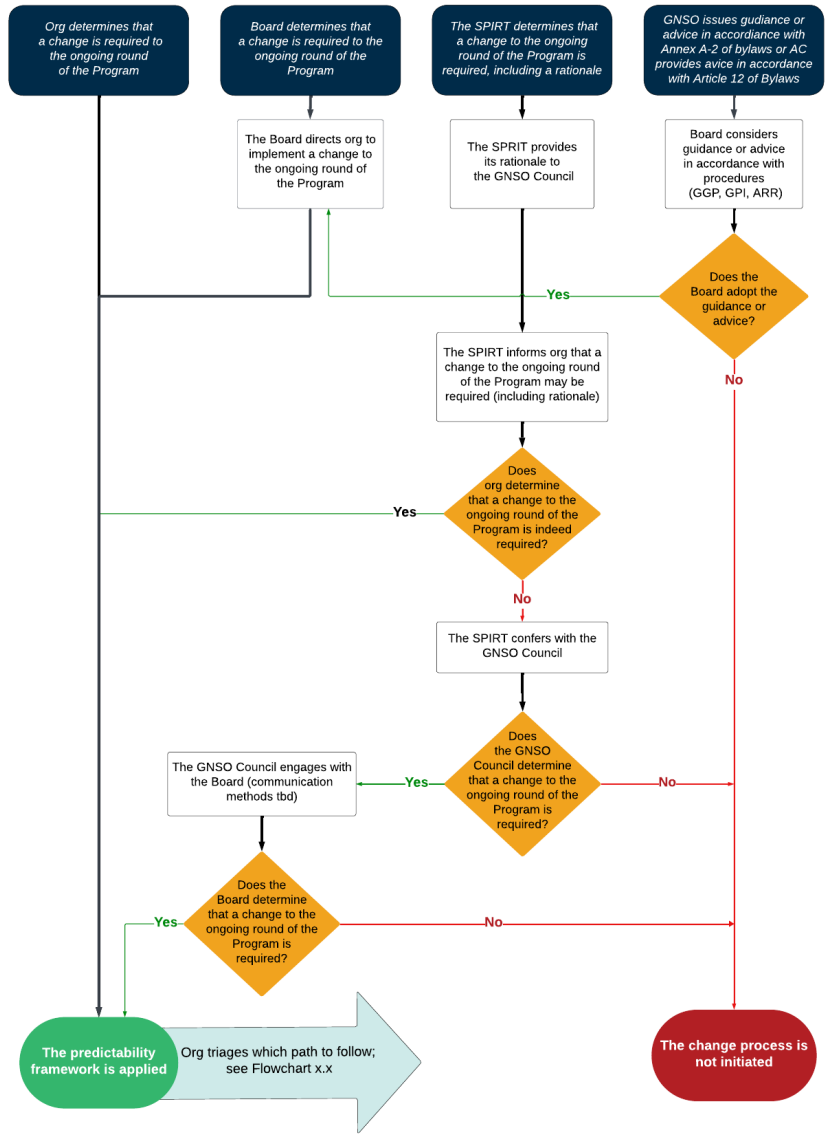 Org determines that
a change is required to
the ongoing round
of the Program
Board determines that
a change is required to the
ongoing round of the
Program
The SPIRT determines that
a change to the ongoing
round of the Program is
required, including a rationale
GNSO issues gudiance or
advice in accordiance with
Annex A-2 of bylaws or AC
provides avice in accordance
with Article 12 of Bylaws
The Board directs org to
implement a change to
the ongoing round of
the Program
The SPRIT provides
its rationale to
the GNSO Council
Board considers
guidance or advice
in accordance with
procedures
(GGP, GPI, ARR)
Does the
Board adopt the
guidance or
advice?
Yes
No
The SPIRT informs org that a
change to the ongoing round
of the Program may be
required (including rationale)
Does
org determine
that a change to the
ongoing round of the
Program is indeed
required?
Yes
No
The SPIRT confers with the
GNSO Council
Does
the GNSO
Council determine
that a change to the
ongoing round of the
Program is
required?
Yes
No
The GNSO Council engages with
the Board (communication
methods tbd)
Does the
Board determine
that a change to the
ongoing round of the
Program is
required?
Yes
No
The predictability
framework is applied
Org triages which path to follow;
see Flowchart x.x
The change process is
not initiated